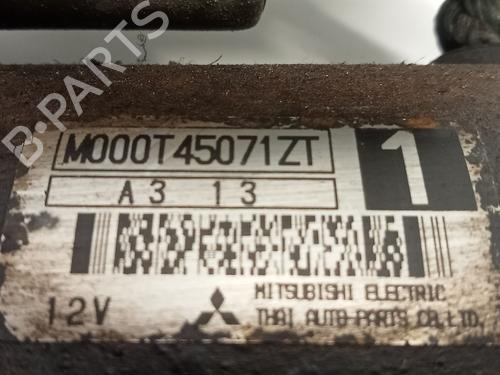 M000T45071ZT
1
A3 13
12V
MITSUBISHI ELECTRIC
THAI AUTO-PARTS CO.,LTD.
B-PARTS